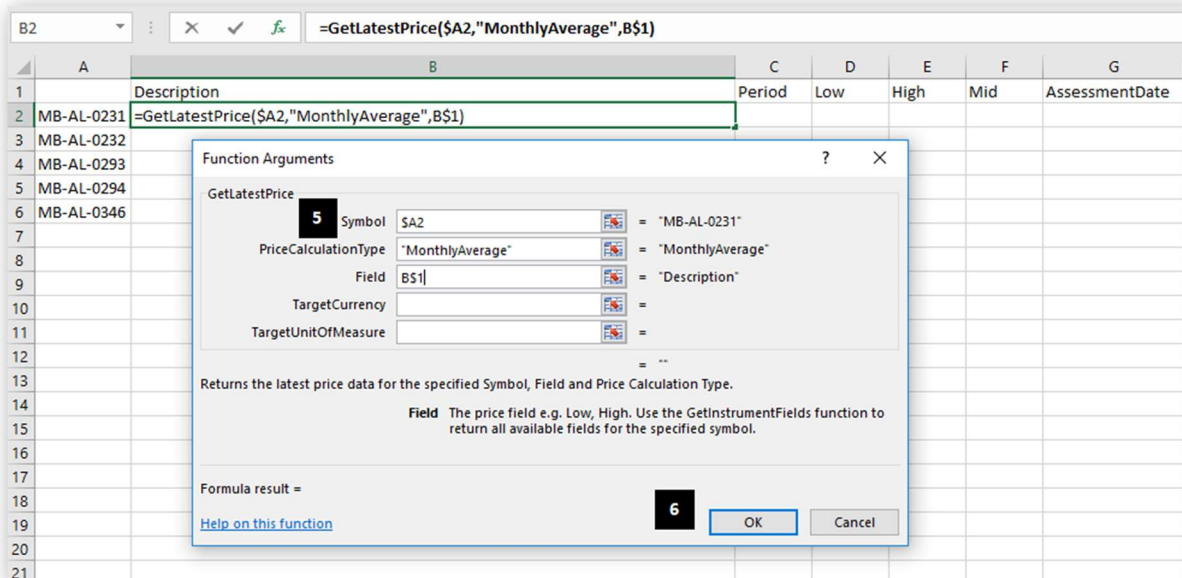 B2 =GetLatestPrice($A2,"MonthlyAverage",B$1)
A B C D E F G
1 Description Period Low High Mid AssessmentDate
2 MB-AL-0231 =GetLatestPrice($A2,"MonthlyAverage",B$1)
3 MB-AL-0232
4 MB-AL-0293
5 MB-AL-0294
6 MB-AL-0346
7
8
9
10
11
12
13
14
15
16
17
18
19
20
21
Function Arguments ? ×
GetLatestPrice
5 Symbol $A2 = "MB-AL-0231"
PriceCalculationType "MonthlyAverage" = "MonthlyAverage"
Field B$1 = "Description"
TargetCurrency =
TargetUnitOfMeasure =
= ""
Returns the latest price data for the specified Symbol, Field and Price Calculation Type.
Field The price field e.g. Low, High. Use the GetInstrumentFields function to
return all available fields for the specified symbol.
Formula result =
6
Help on this function OK Cancel